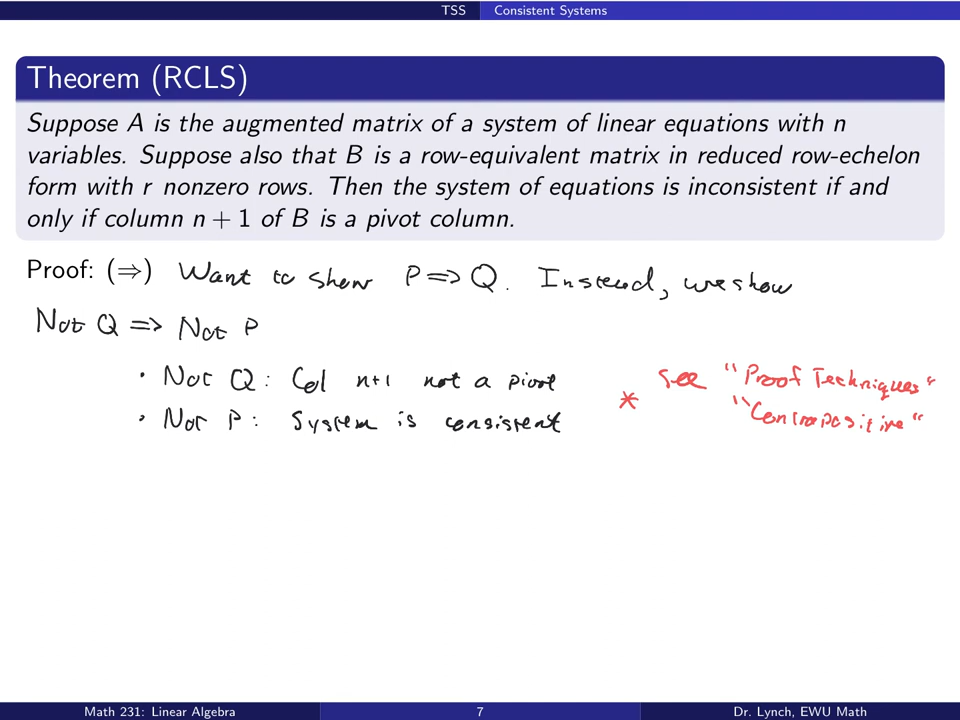 TSS Consistent Systems
Theorem (RCLS)
Suppose A is the augmented matrix of a system of linear equations with n
variables. Suppose also that B is a row-equivalent matrix in reduced row-echelon
form with r nonzero rows. Then the system of equations is inconsistent if and
only if column n + 1 of B is a pivot column.
Proof: (⇒) Want to show P ⟹ Q. Instead, we show
Not Q ⟹ Not P
• Not Q: Col n+1 not a pivot
• Not P: System is consistent
* see "Proof Techniques"
"Contrapositive"
Math 231: Linear Algebra 7 Dr. Lynch, EWU Math